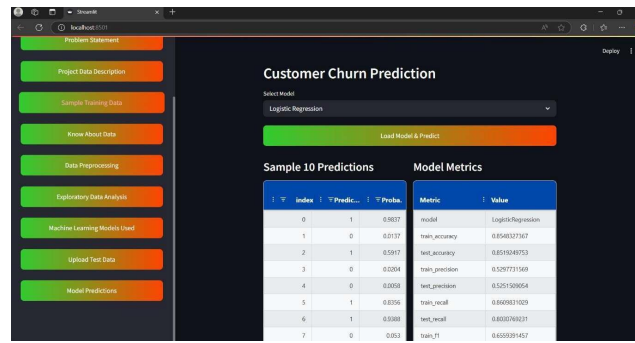 Streamlit
localhost:8501
Deploy
Problem Statement
Project Data Description
Sample Training Data
Know About Data
Data Preprocessing
Exploratory Data Analysis
Machine Learning Models Used
Upload Test Data
Model Predictions
Customer Churn Prediction
Select Model
Logistic Regression
Load Model & Predict
Sample 10 Predictions
index Predic... Proba.
0 1 0.9837
1 0 0.0137
2 1 0.5917
3 0 0.0204
4 0 0.0058
5 1 0.8356
6 1 0.9388
7 0 0.053
Model Metrics
Metric Value
model LogisticRegression
train_accuracy 0.8548327367
test_accuracy 0.8519249753
train_precision 0.5297731569
test_precision 0.5251509054
train_recall 0.8609831029
test_recall 0.8030769231
train_f1 0.6559391457